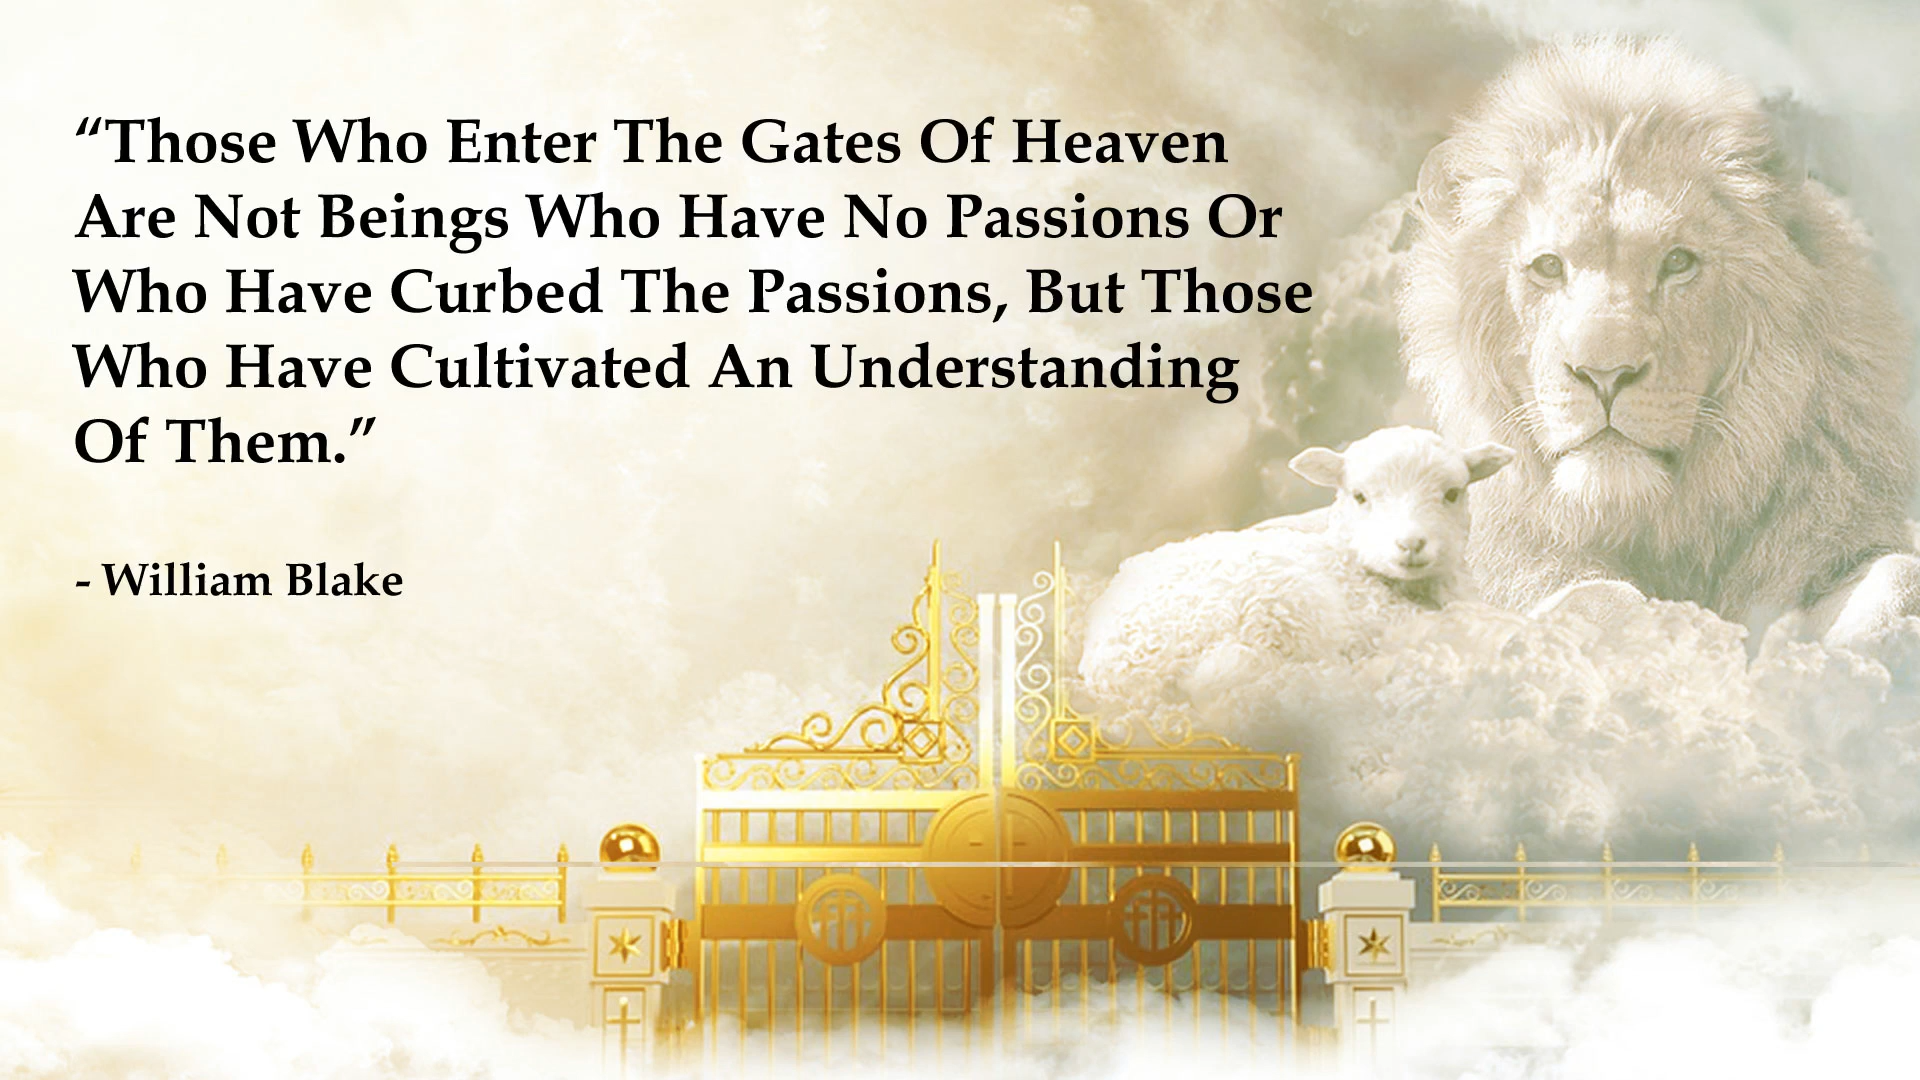 “Those Who Enter The Gates Of Heaven
Are Not Beings Who Have No Passions Or
Who Have Curbed The Passions, But Those
Who Have Cultivated An Understanding
Of Them.”
- William Blake